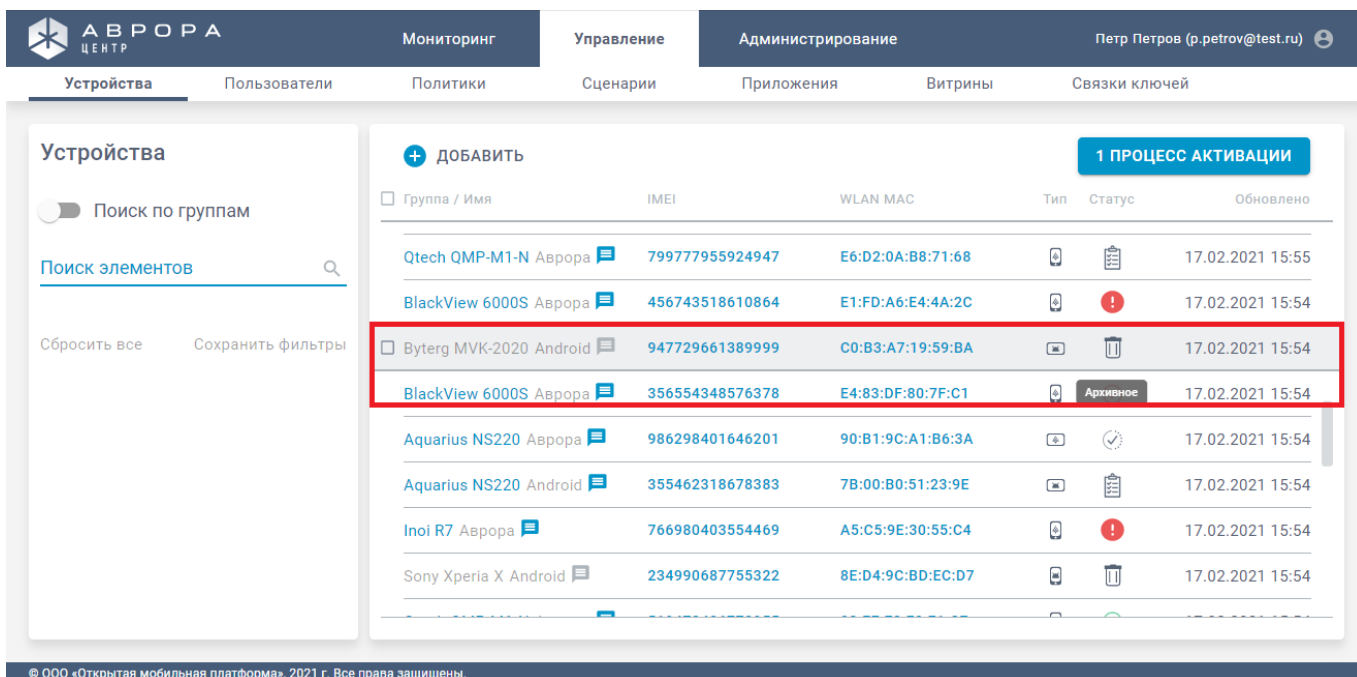 АВРОРА
ЦЕНТР
Мониторинг Управление Администрирование Петр Петров (p.petrov@test.ru)
Устройства Пользователи Политики Сценарии Приложения Витрины Связки ключей
Устройства
Поиск по группам
Поиск элементов
Сбросить все Сохранить фильтры
ДОБАВИТЬ 1 ПРОЦЕСС АКТИВАЦИИ
Группа / Имя IMEI WLAN MAC Тип Статус Обновлено
Qtech QMP-M1-N Аврора 799777955924947 E6:D2:0A:B8:71:68 17.02.2021 15:55
BlackView 6000S Аврора 456743518610864 E1:FD:A6:E4:4A:2C 17.02.2021 15:54
Byterg MVK-2020 Android 947729661389999 C0:B3:A7:19:59:BA 17.02.2021 15:54
BlackView 6000S Аврора 356554348576378 E4:83:DF:80:7F:C1 Архивное 17.02.2021 15:54
Aquarius NS220 Аврора 986298401646201 90:B1:9C:A1:B6:3A 17.02.2021 15:54
Aquarius NS220 Android 355462318678383 7B:00:B0:51:23:9E 17.02.2021 15:54
Inoi R7 Аврора 766980403554469 A5:C5:9E:30:55:C4 17.02.2021 15:54
Sony Xperia X Android 234990687755322 8E:D4:9C:BD:EC:D7 17.02.2021 15:54
© ООО «Открытая мобильная платформа», 2021 г. Все права защищены.